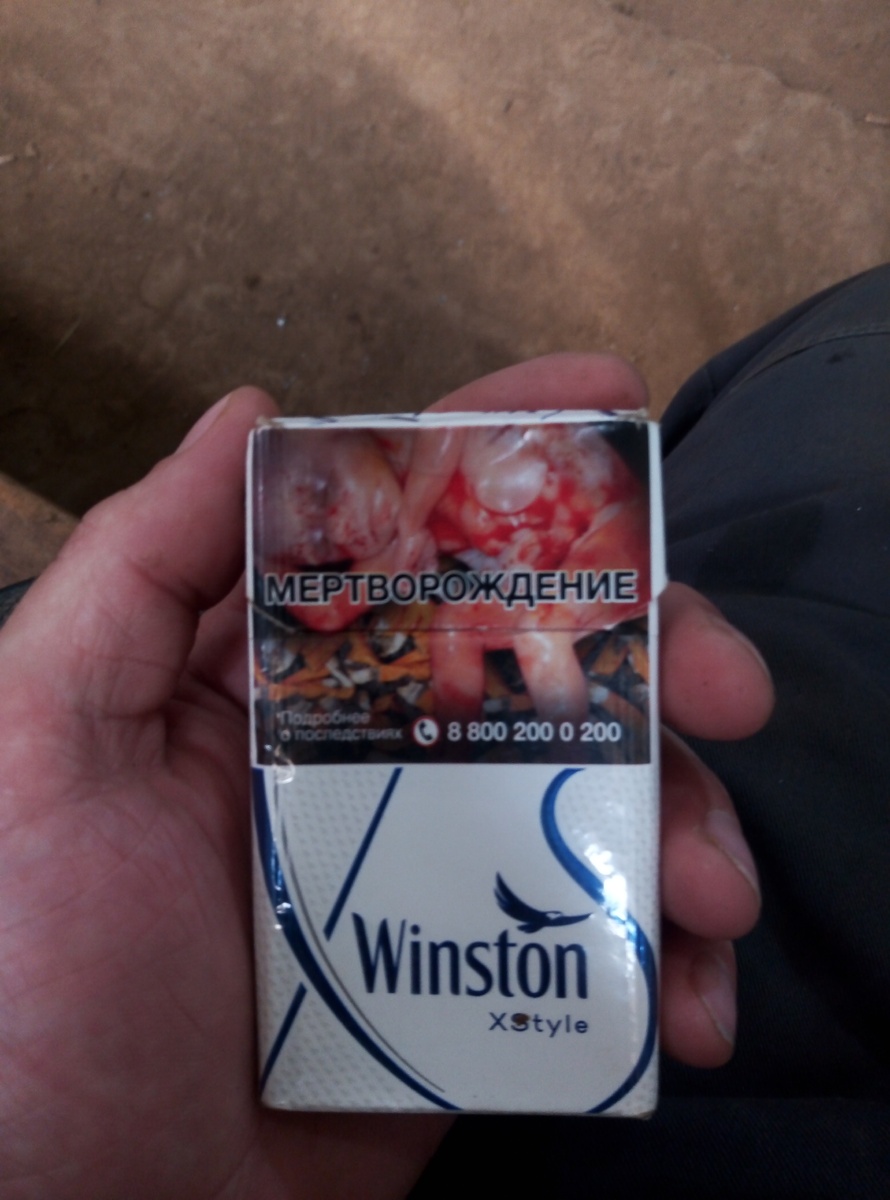 МЕРТВОРОЖДЕНИЕ
Подробнее
о последствиях 8 800 200 0 200
Winston
XStyle